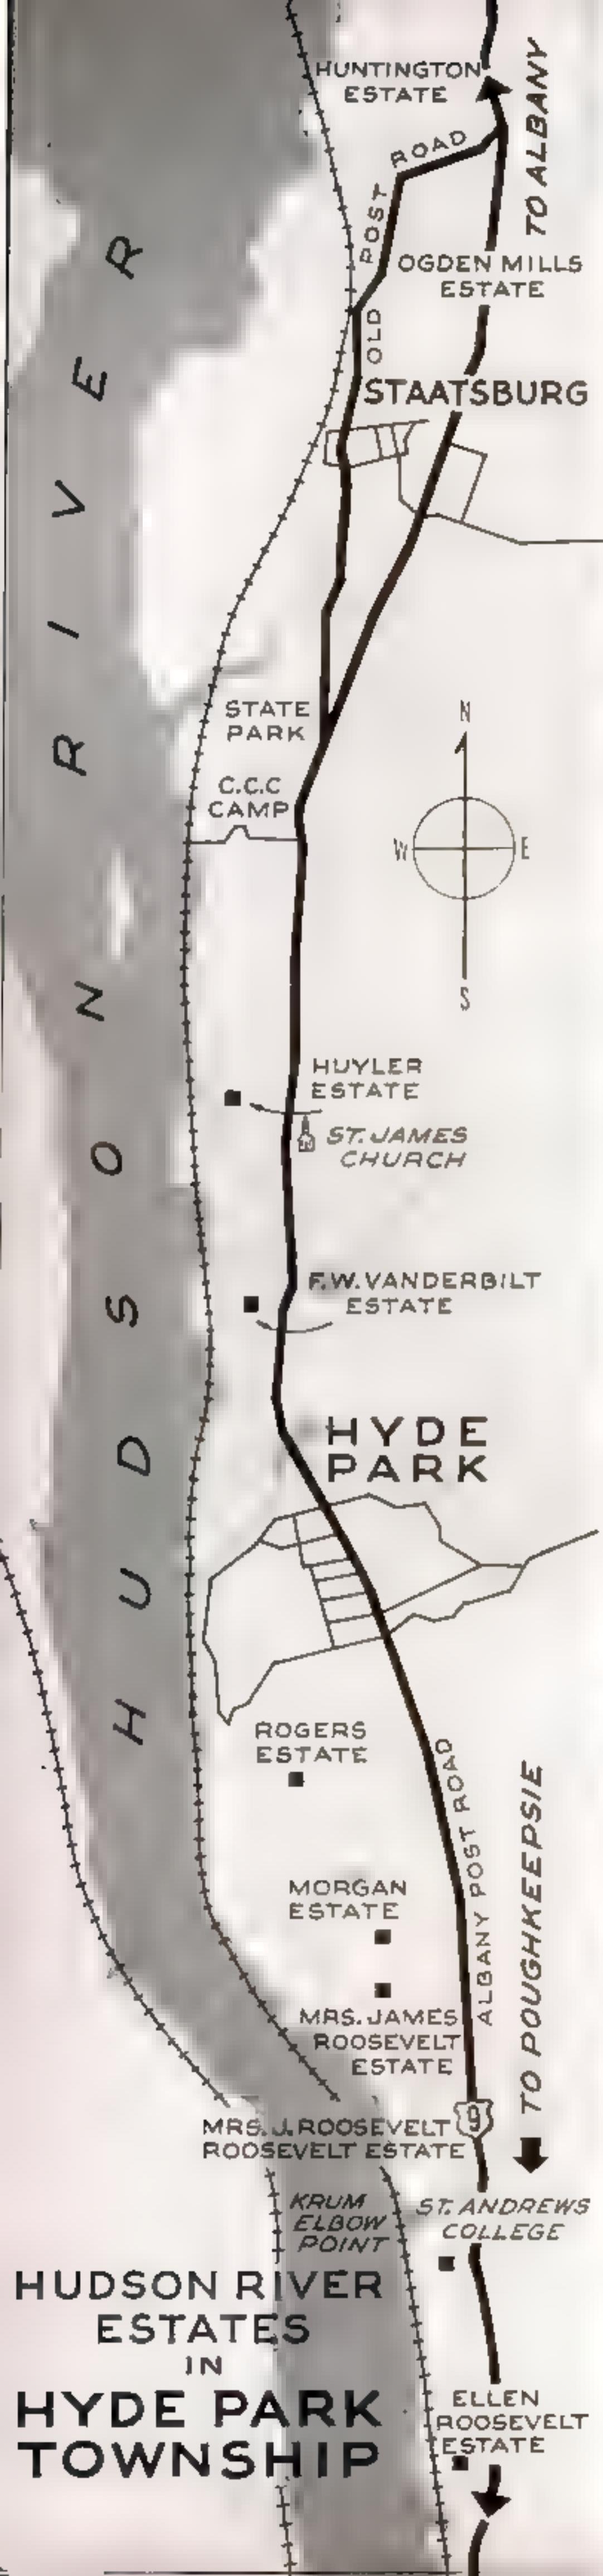 HUNTINGTON
ESTATE
TO ALBANY
OLD POST ROAD
OGDEN MILLS
ESTATE
STAATSBURG
HUDSON RIVER
STATE
PARK
C.C.C
CAMP
N
W E
S
HUYLER
ESTATE
ST. JAMES
CHURCH
F.W. VANDERBILT
ESTATE
HYDE
PARK
ROGERS
ESTATE
ALBANY POST ROAD
TO POUGHKEEPSIE
MORGAN
ESTATE
MRS. JAMES
ROOSEVELT
ESTATE
9
MRS. J. ROOSEVELT
ROOSEVELT ESTATE
KRUM
ELBOW
POINT
ST. ANDREWS
COLLEGE
HUDSON RIVER
ESTATES
IN
HYDE PARK
TOWNSHIP
ELLEN
ROOSEVELT
ESTATE